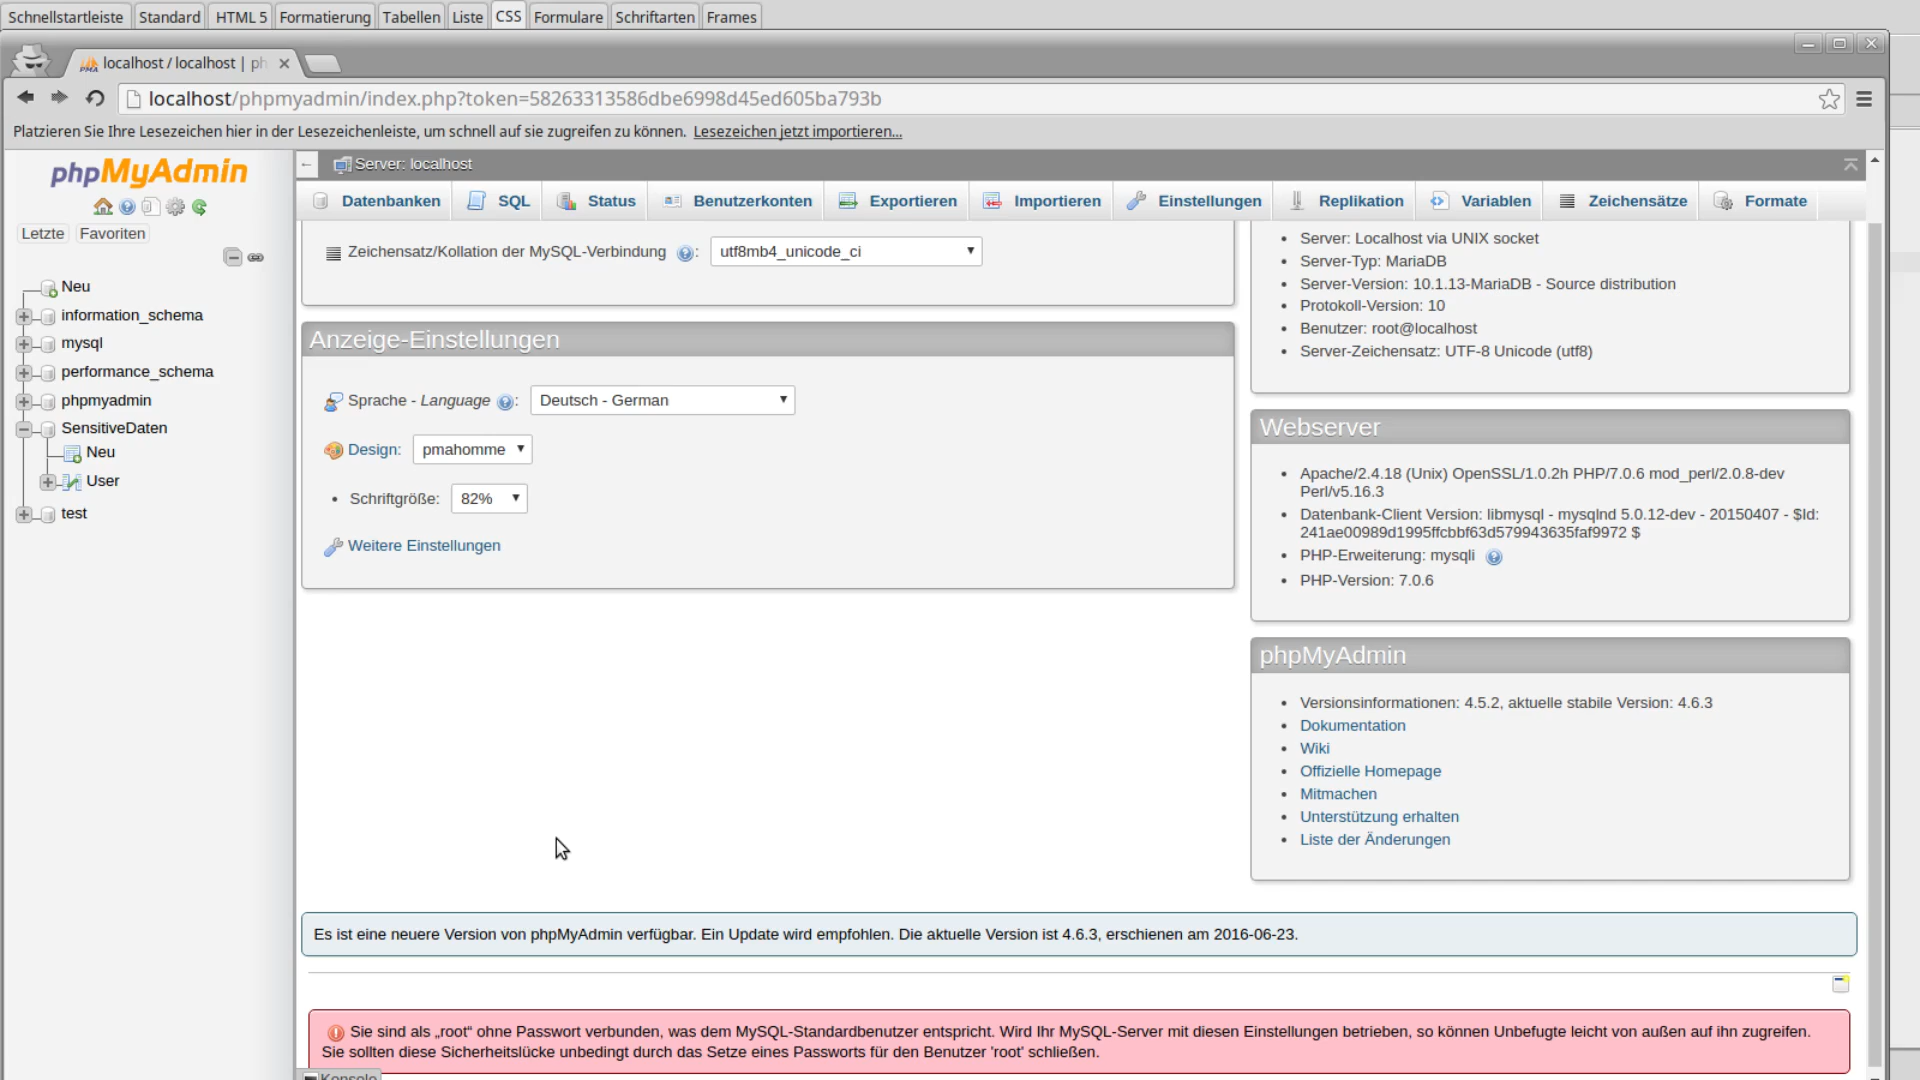 Schnellstartleiste Standard HTML 5 Formatierung Tabellen Liste CSS Formulare Schriftarten Frames
localhost / localhost | ph
localhost/phpmyadmin/index.php?token=58263313586dbe6998d45ed605ba793b
Platzieren Sie Ihre Lesezeichen hier in der Lesezeichenleiste, um schnell auf sie zugreifen zu können. Lesezeichen jetzt importieren...
phpMyAdmin
Letzte Favoriten
Neu
information_schema
mysql
performance_schema
phpmyadmin
SensitiveDaten
Neu
User
test
Server: localhost
Datenbanken SQL Status Benutzerkonten Exportieren Importieren Einstellungen Replikation Variablen Zeichensätze Formate
Zeichensatz/Kollation der MySQL-Verbindung : utf8mb4_unicode_ci
Anzeige-Einstellungen
Sprache - Language : Deutsch - German
Design: pmahomme
Schriftgröße: 82%
Weitere Einstellungen
Server: Localhost via UNIX socket
Server-Typ: MariaDB
Server-Version: 10.1.13-MariaDB - Source distribution
Protokoll-Version: 10
Benutzer: root@localhost
Server-Zeichensatz: UTF-8 Unicode (utf8)
Webserver
Apache/2.4.18 (Unix) OpenSSL/1.0.2h PHP/7.0.6 mod_perl/2.0.8-dev
Perl/v5.16.3
Datenbank-Client Version: libmysql - mysqlnd 5.0.12-dev - 20150407 - $Id:
241ae00989d1995ffcbbf63d579943635faf9972 $
PHP-Erweiterung: mysqli
PHP-Version: 7.0.6
phpMyAdmin
Versionsinformationen: 4.5.2, aktuelle stabile Version: 4.6.3
Dokumentation
Wiki
Offizielle Homepage
Mitmachen
Unterstützung erhalten
Liste der Änderungen
Es ist eine neuere Version von phpMyAdmin verfügbar. Ein Update wird empfohlen. Die aktuelle Version ist 4.6.3, erschienen am 2016-06-23.
Sie sind als „root“ ohne Passwort verbunden, was dem MySQL-Standardbenutzer entspricht. Wird Ihr MySQL-Server mit diesen Einstellungen betrieben, so können Unbefugte leicht von außen auf ihn zugreifen.
Sie sollten diese Sicherheitslücke unbedingt durch das Setze eines Passworts für den Benutzer 'root' schließen.
Konsole